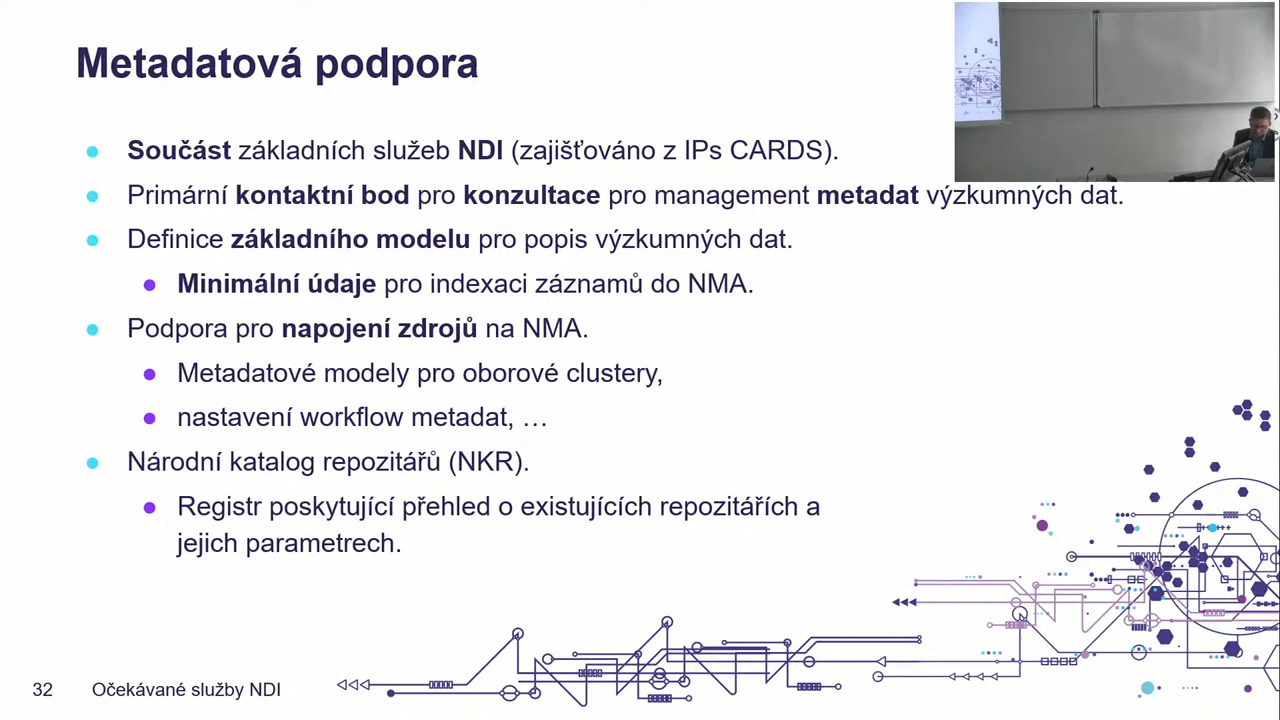 Metadatová podpora
Součást základních služeb NDI (zajišťováno z IPs CARDS).
Primární kontaktní bod pro konzultace pro management metadat výzkumných dat.
Definice základního modelu pro popis výzkumných dat.
Minimální údaje pro indexaci záznamů do NMA.
Podpora pro napojení zdrojů na NMA.
Metadatové modely pro oborové clustery,
nastavení workflow metadat, …
Národní katalog repozitářů (NKR).
Registr poskytující přehled o existujících repozitářích a
jejich parametrech.
32 Očekávané služby NDI